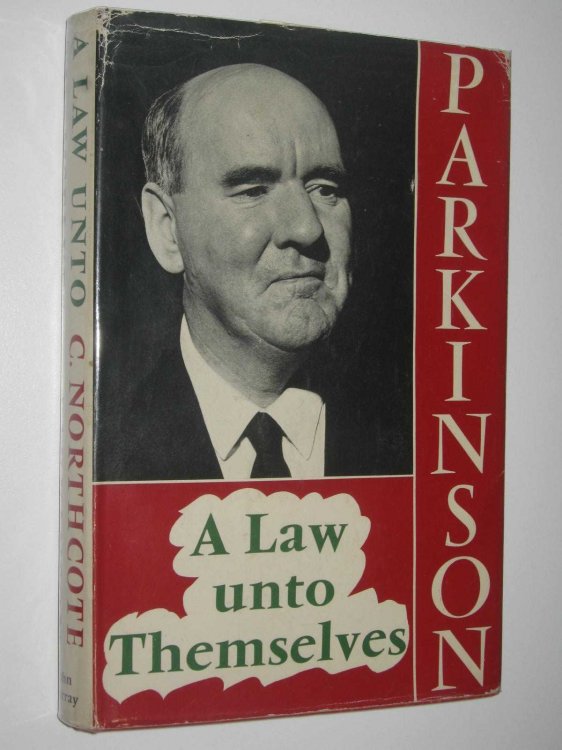 PARKINSON
A Law
unto
Themselves
A LAW UNTO
C. NORTHCOTE